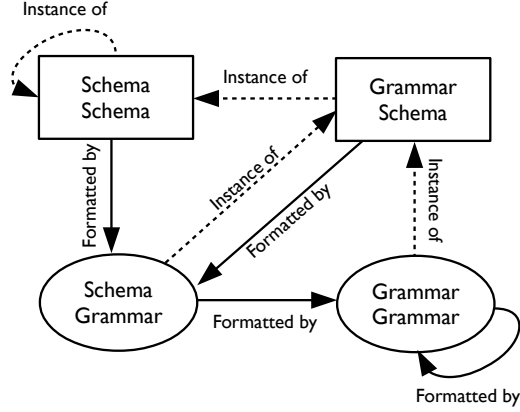 Instance of
Schema
Schema
Instance of
Grammar
Schema
Formatted by
Instance of
Formatted by
Instance of
Schema
Grammar
Formatted by
Grammar
Grammar
Formatted by